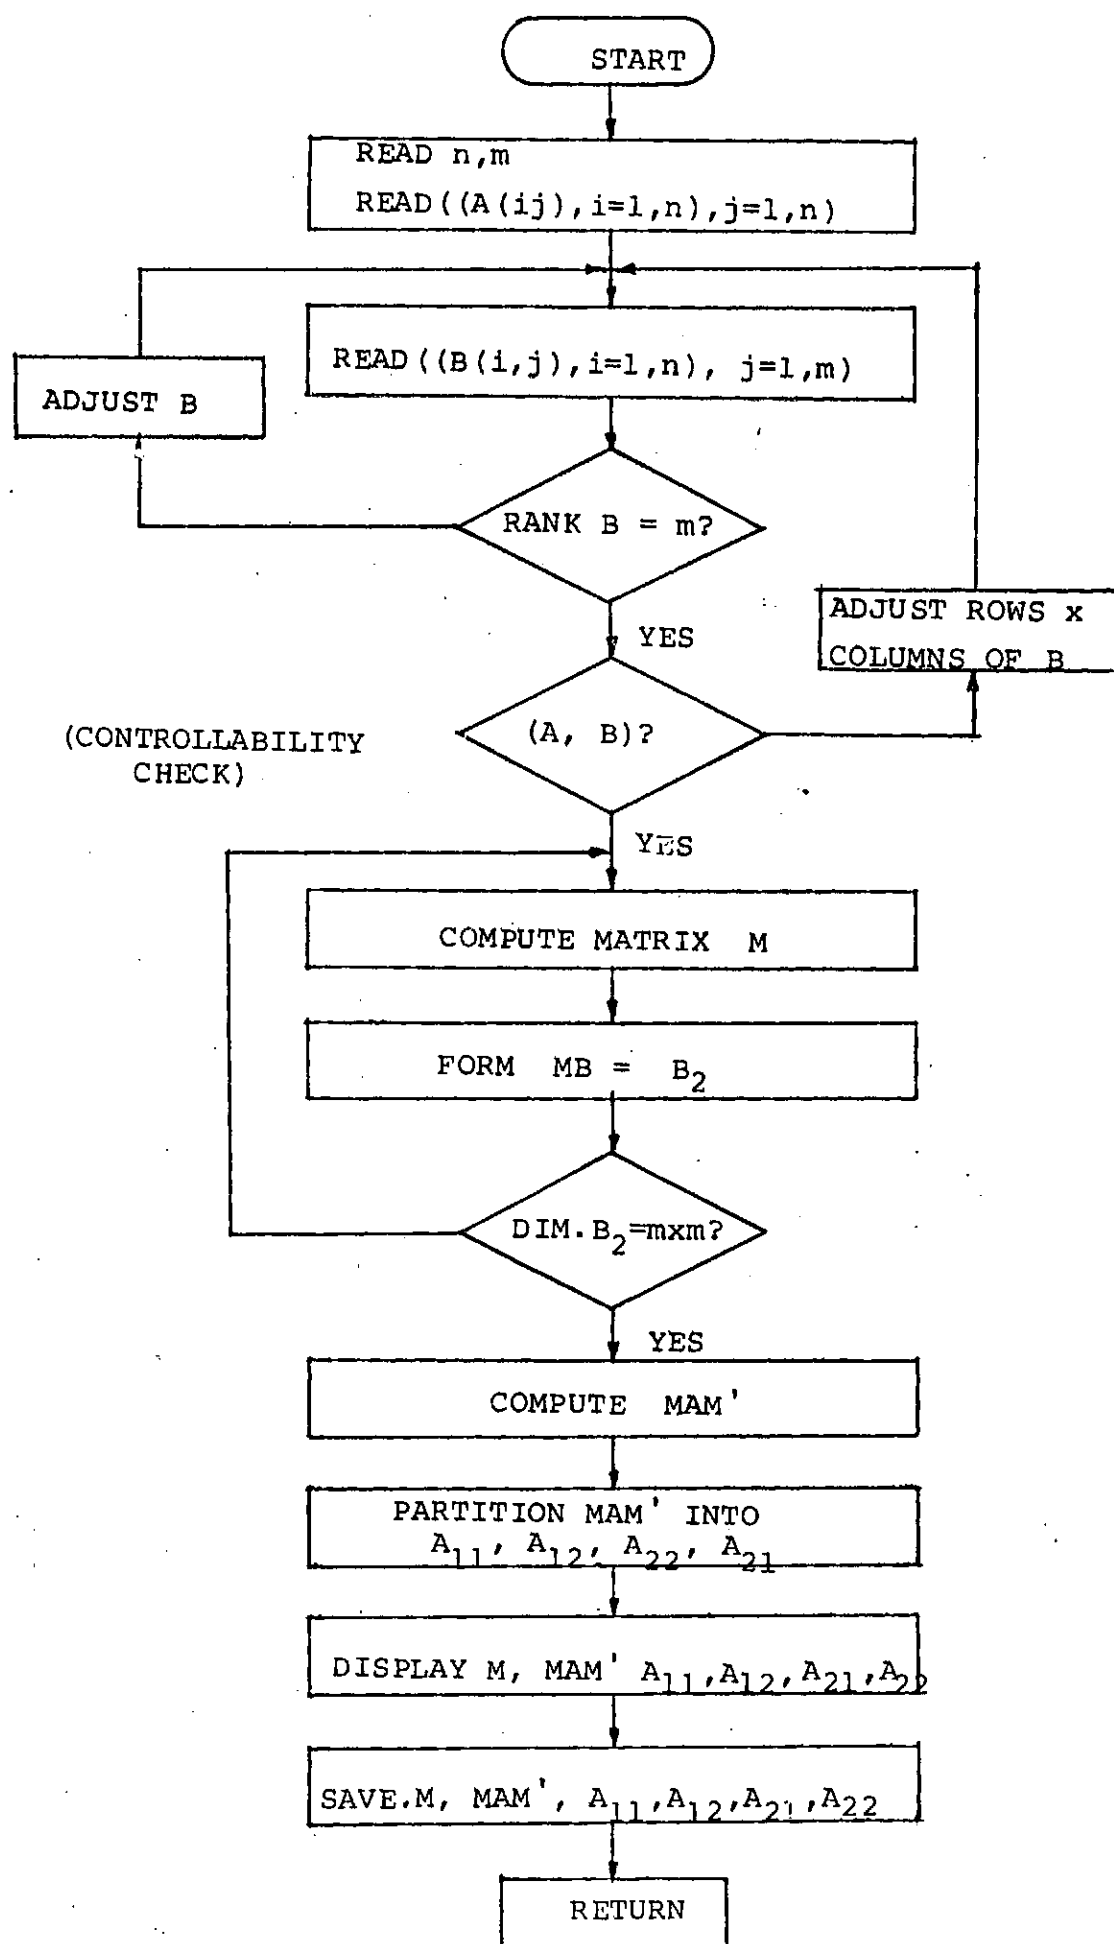 START
READ n,m
READ((A(ij),i=1,n),j=1,n)
READ((B(i,j),i=1,n), j=1,m)
ADJUST B
RANK B = m?
YES
ADJUST ROWS x
COLUMNS OF B
(A, B)?
(CONTROLLABILITY
CHECK)
YES
COMPUTE MATRIX M
FORM MB = B₂
DIM.B₂=mxm?
YES
COMPUTE MAM'
PARTITION MAM' INTO
A₁₁, A₁₂, A₂₂, A₂₁
DISPLAY M, MAM' A₁₁,A₁₂,A₂₁,A₂₂
SAVE.M, MAM', A₁₁,A₁₂,A₂₁,A₂₂
RETURN